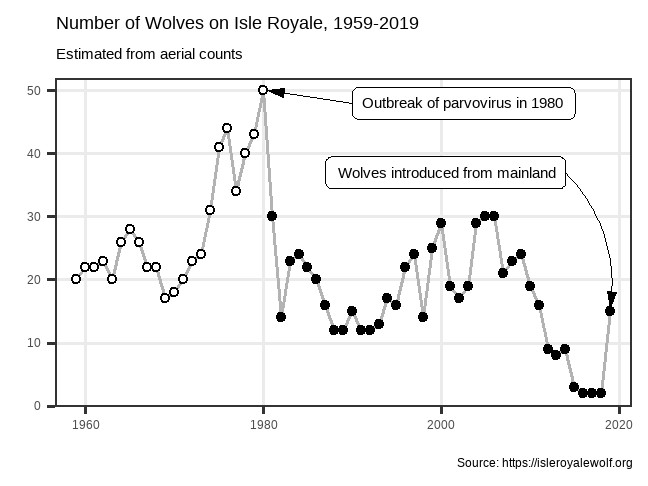 Number of Wolves on Isle Royale, 1959-2019
Estimated from aerial counts
50
40
30
20
10
0
Outbreak of parvovirus in 1980
Wolves introduced from mainland
1960
1980
2000
2020
Source: https://isleroyalewolf.org